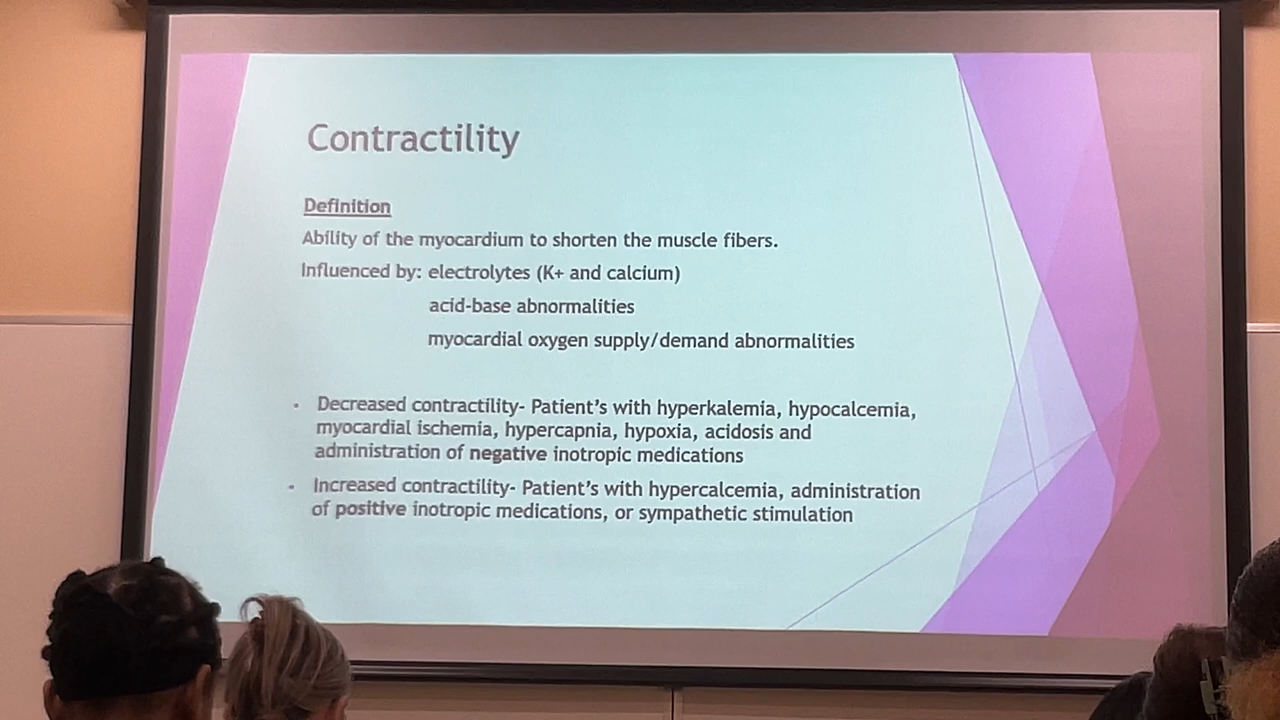 Contractility
Definition
Ability of the myocardium to shorten the muscle fibers.
Influenced by: electrolytes (K+ and calcium)
acid-base abnormalities
myocardial oxygen supply/demand abnormalities
• Decreased contractility- Patient's with hyperkalemia, hypocalcemia,
myocardial ischemia, hypercapnia, hypoxia, acidosis and
administration of negative inotropic medications
• Increased contractility- Patient's with hypercalcemia, administration
of positive inotropic medications, or sympathetic stimulation